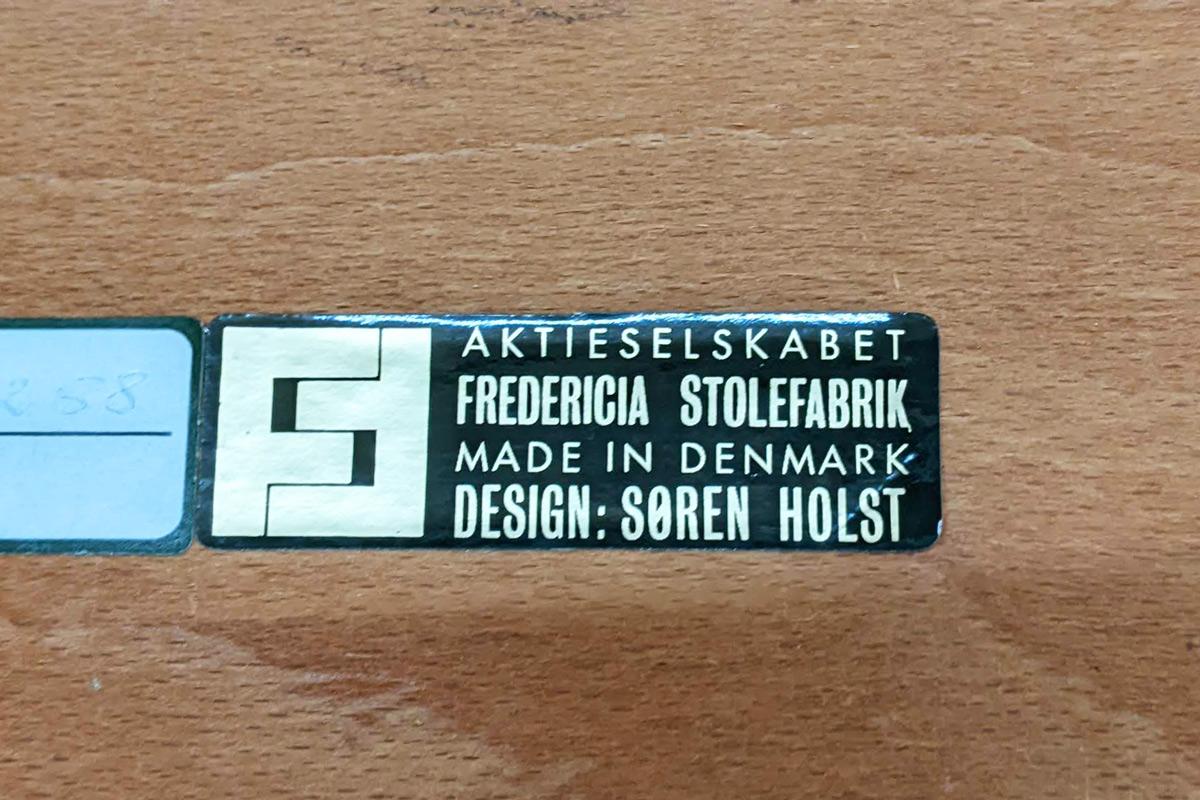 AKTIESELSKABET
FREDERICIA STOLEFABRIK
MADE IN DENMARK
DESIGN: SØREN HOLST